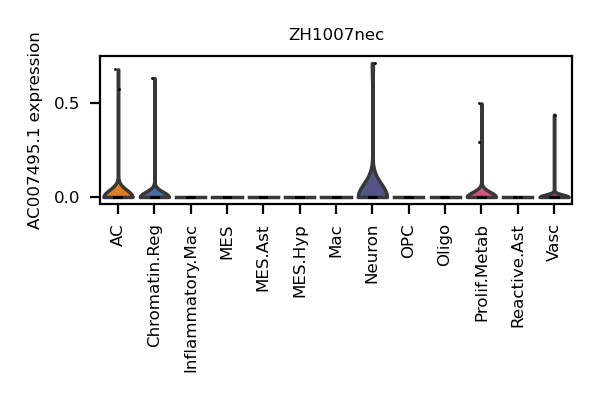 ZH1007nec
AC007495.1 expression
0.5
0.0
AC
Chromatin.Reg
Inflammatory.Mac
MES
MES.Ast
MES.Hyp
Mac
Neuron
OPC
Oligo
Prolif.Metab
Reactive.Ast
Vasc